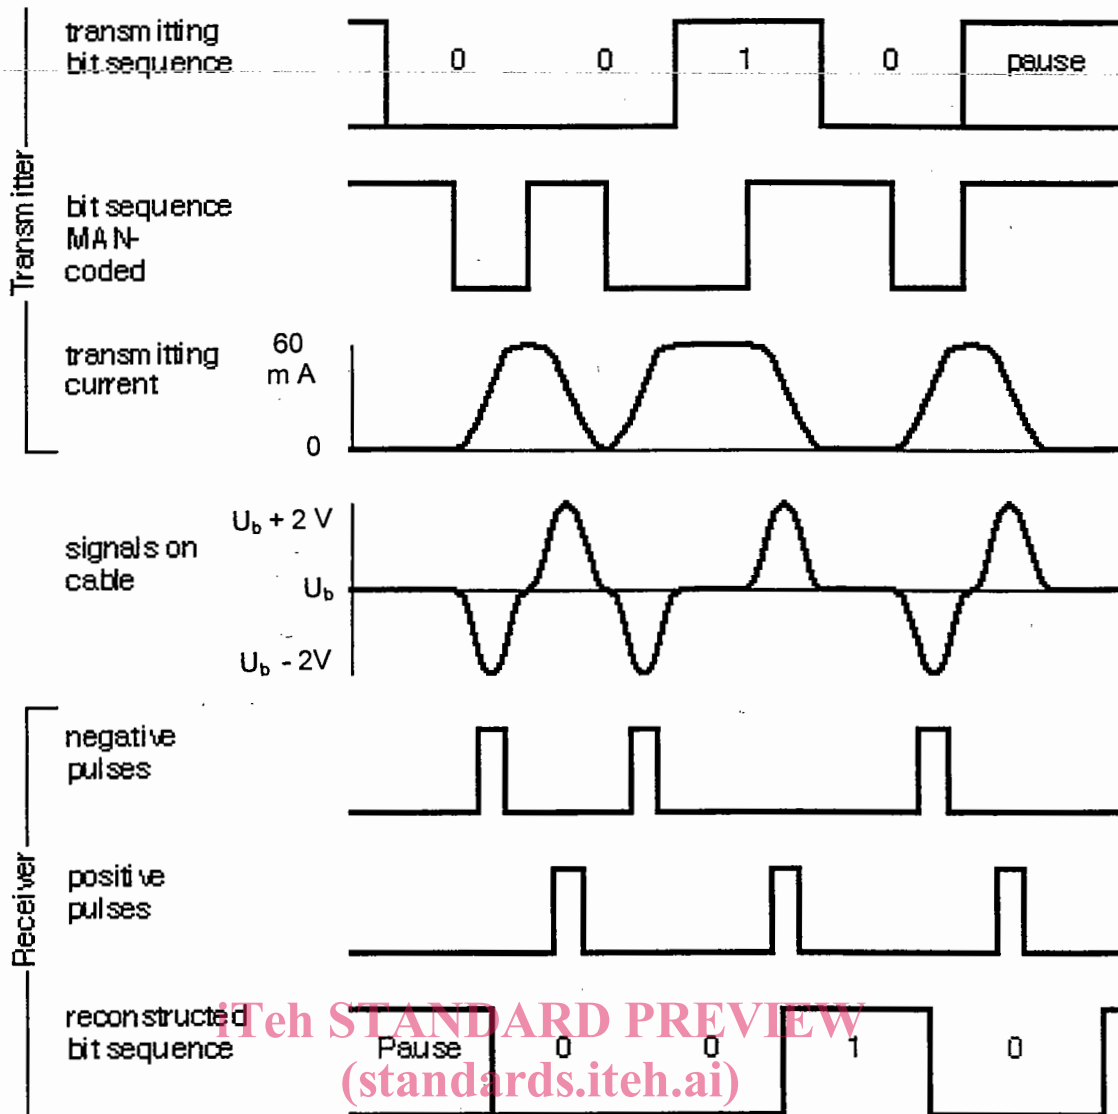 transmitting
bit sequence
0 0 1 0 pause
Transmitter
bit sequence
MAN-
coded
transmitting
current
60
mA
0
signals on
cable
Ub + 2 V
Ub
Ub - 2V
Receiver
negative
pulses
positive
pulses
reconstructed
bit sequence
Pause 0 0 1 0
iTeh STANDARD PREVIEW
(standards.iteh.ai)